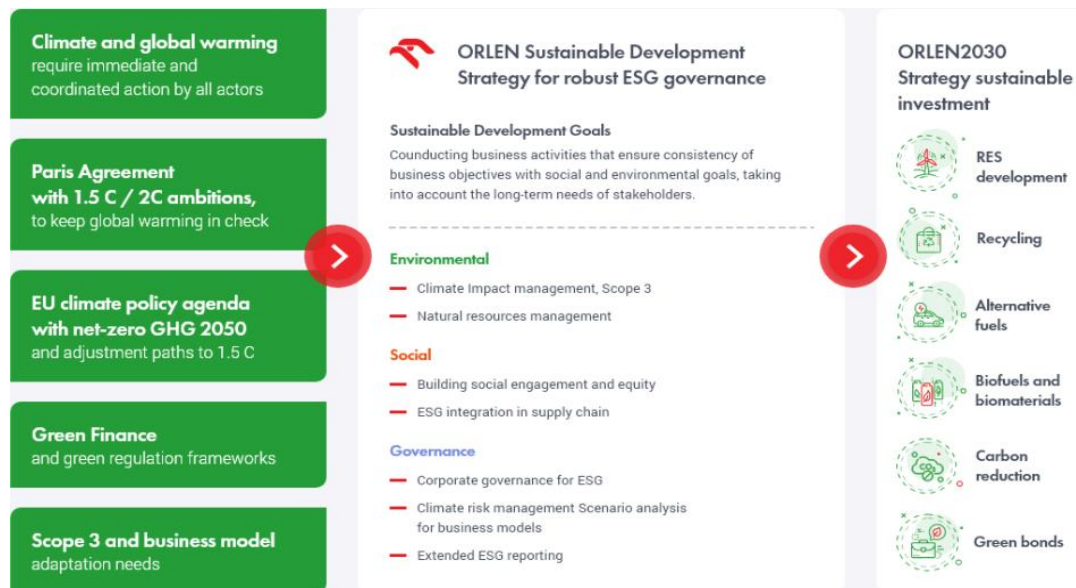 Climate and global warming
require immediate and
coordinated action by all actors
Paris Agreement
with 1.5 C / 2C ambitions,
to keep global warming in check
EU climate policy agenda
with net-zero GHG 2050
and adjustment paths to 1.5 C
Green Finance
and green regulation frameworks
Scope 3 and business model
adaptation needs
ORLEN Sustainable Development
Strategy for robust ESG governance
Sustainable Development Goals
Counducting business activities that ensure consistency of
business objectives with social and environmental goals, taking
into account the long-term needs of stakeholders.
Environmental
Climate Impact management, Scope 3
Natural resources management
Social
Building social engagement and equity
ESG integration in supply chain
Governance
Corporate governance for ESG
Climate risk management Scenario analysis
for business models
Extended ESG reporting
ORLEN2030
Strategy sustainable
investment
RES
development
Recycling
Alternative
fuels
Biofuels and
biomaterials
Carbon
reduction
Green bonds